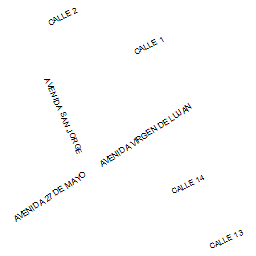 CALLE 2
CALLE 1
AVENIDA SAN JORGE
AVENIDA VIRGEN DE LUJAN
AVENIDA 27 DE MAYO
CALLE 14
CALLE 13